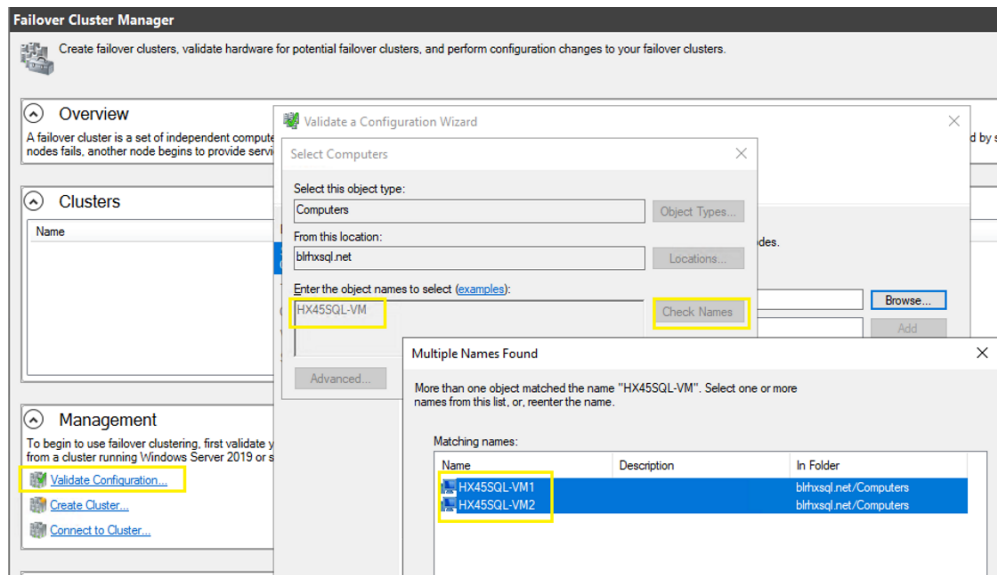 Failover Cluster Manager
Create failover clusters, validate hardware for potential failover clusters, and perform configuration changes to your failover clusters.
Overview
A failover cluster is a set of independent compute
d by s
nodes fails, another node begins to provide servi
Validate a Configuration Wizard
Select Computers
Select this object type:
Computers
Object Types...
From this location:
blrhxsql.net
Locations...
des.
Enter the object names to select (examples):
HX45SQL-VM
Check Names
Browse...
Add
Advanced...
Clusters
Name
Multiple Names Found
More than one object matched the name "HX45SQL-VM". Select one or more
names from this list, or, reenter the name.
Matching names:
Name Description In Folder
HX45SQL-VM1 blrhxsql.net/Computers
HX45SQL-VM2 blrhxsql.net/Computers
Management
To begin to use failover clustering, first validate y
from a cluster running Windows Server 2019 or s
Validate Configuration...
Create Cluster...
Connect to Cluster...